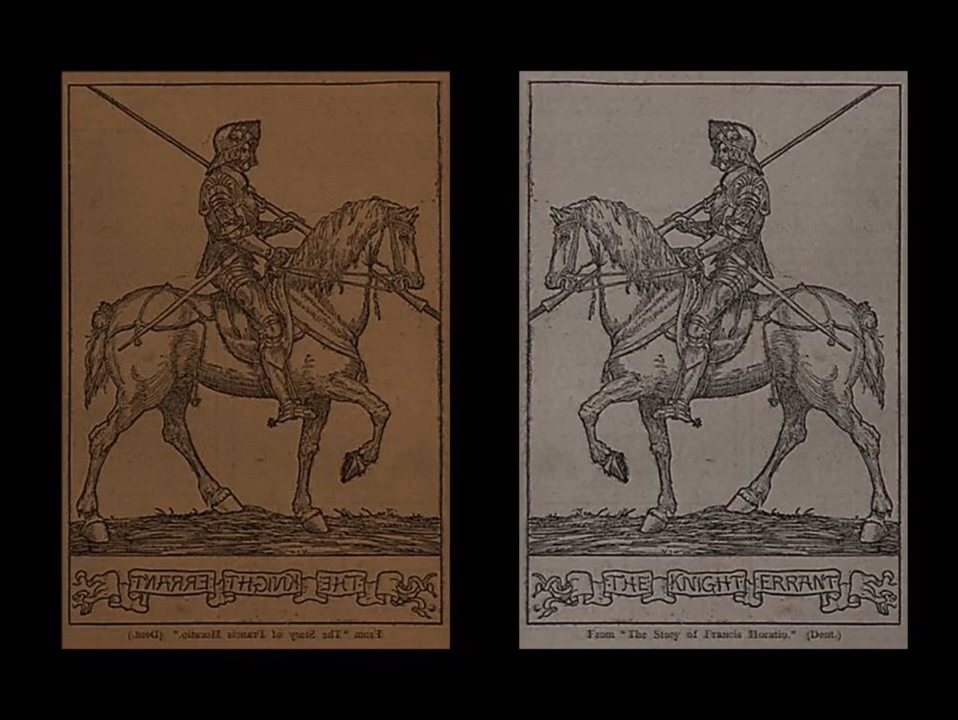 THE KNIGHT ERRANT
From "The Story of Francis Horatio." (Dent.)
THE KNIGHT ERRANT
From "The Story of Francis Horatio." (Dent.)